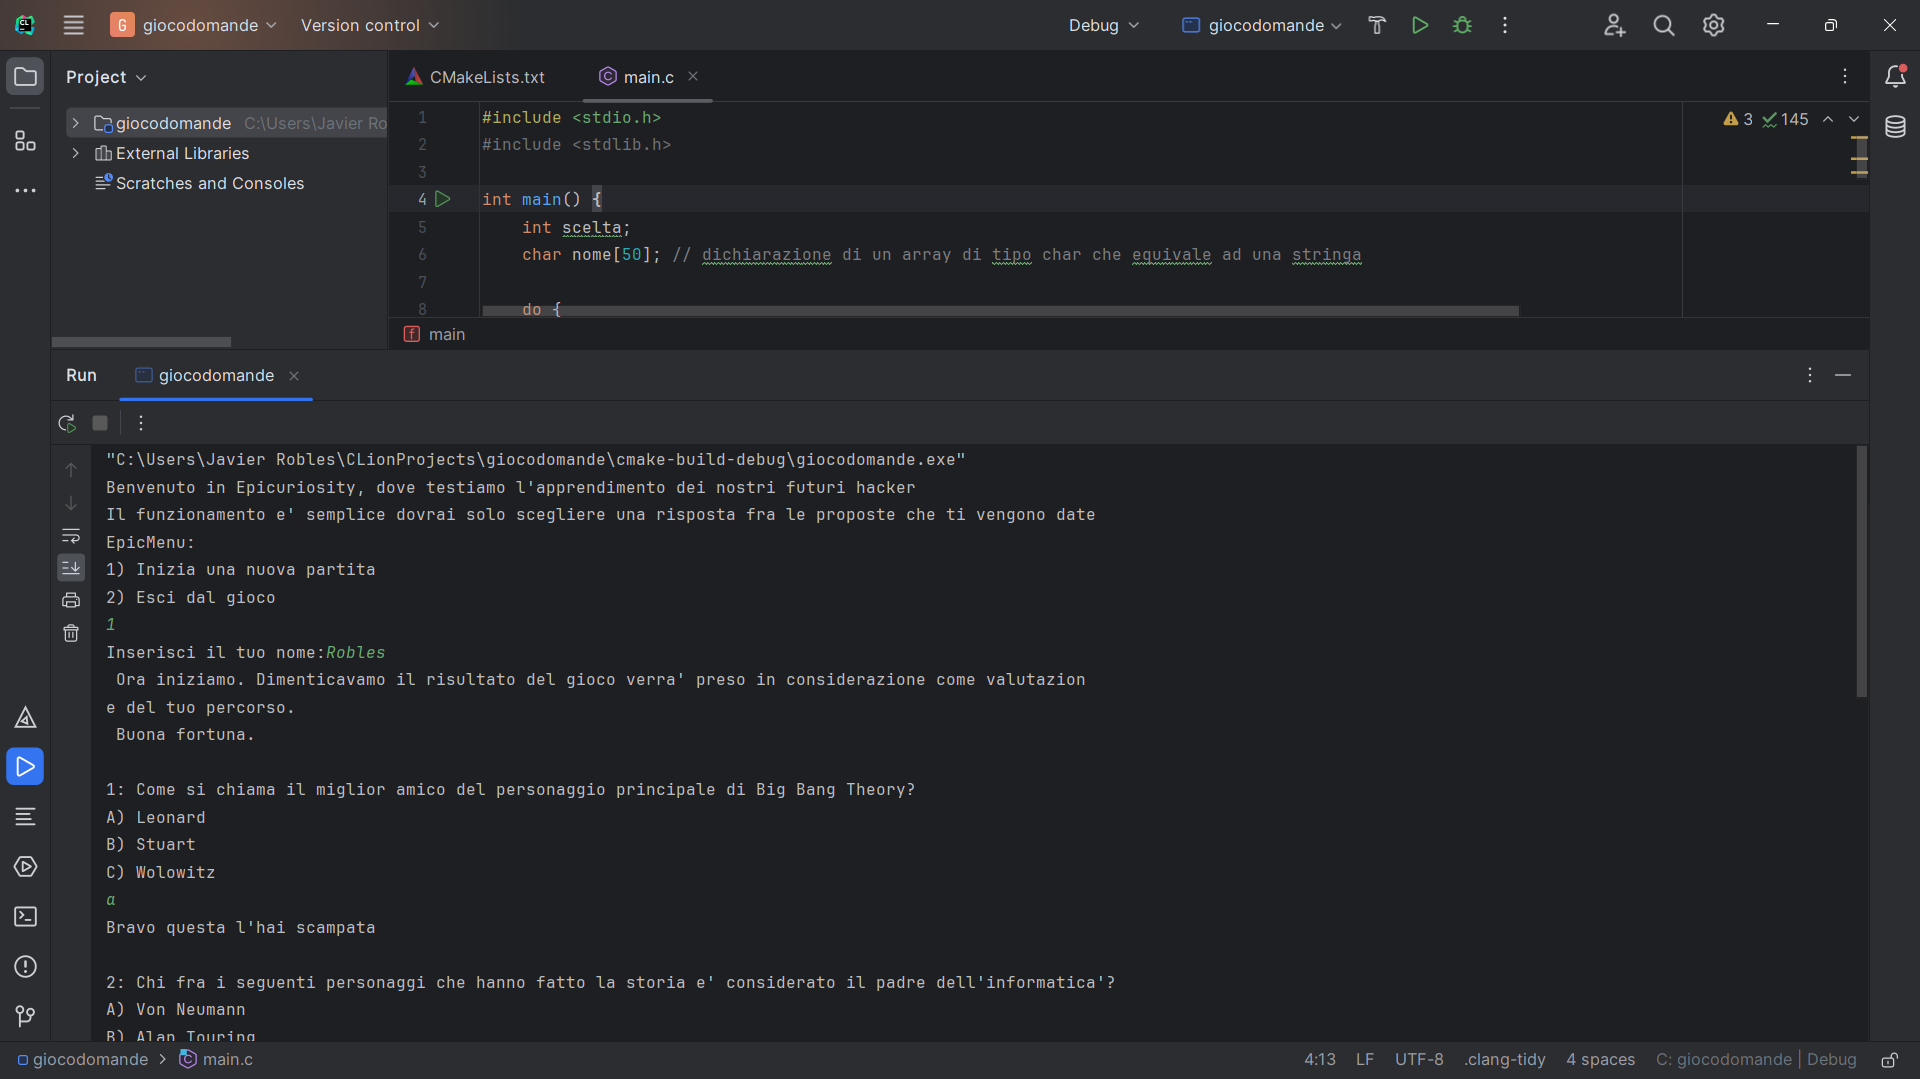 G giocodomande Version control Debug giocodomande
Project
CMakeLists.txt main.c
giocodomande C:\Users\Javier Ro
External Libraries
Scratches and Consoles
1 #include <stdio.h>
2 #include <stdlib.h>
3
4 int main() {
5 int scelta;
6 char nome[50]; // dichiarazione di un array di tipo char che equivale ad una stringa
7
8 do {
3 145
f main
Run giocodomande
"C:\Users\Javier Robles\CLionProjects\giocodomande\cmake-build-debug\giocodomande.exe"
Benvenuto in Epicuriosity, dove testiamo l'apprendimento dei nostri futuri hacker
Il funzionamento e' semplice dovrai solo scegliere una risposta fra le proposte che ti vengono date
EpicMenu:
1) Inizia una nuova partita
2) Esci dal gioco
1
Inserisci il tuo nome:Robles
Ora iniziamo. Dimenticavamo il risultato del gioco verra' preso in considerazione come valutazion
e del tuo percorso.
Buona fortuna.
1: Come si chiama il miglior amico del personaggio principale di Big Bang Theory?
A) Leonard
B) Stuart
C) Wolowitz
a
Bravo questa l'hai scampata
2: Chi fra i seguenti personaggi che hanno fatto la storia e' considerato il padre dell'informatica'?
A) Von Neumann
B) Alan Touring
giocodomande > main.c 4:13 LF UTF-8 .clang-tidy 4 spaces C: giocodomande | Debug